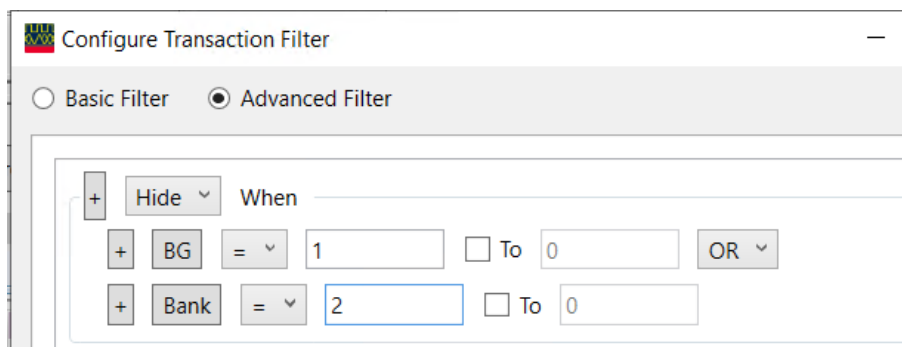 Configure Transaction Filter
Basic Filter Advanced Filter
+ Hide When
+ BG = 1 To 0 OR
+ Bank = 2 To 0